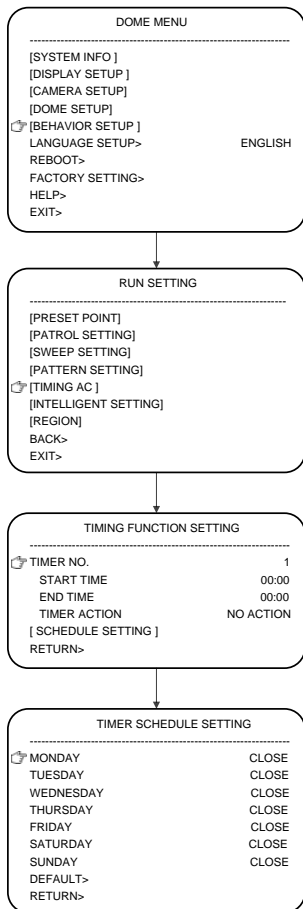 DOME MENU
[SYSTEM INFO ]
[DISPLAY SETUP ]
[CAMERA SETUP]
[DOME SETUP]
[BEHAVIOR SETUP ]
LANGUAGE SETUP> ENGLISH
REBOOT>
FACTORY SETTING>
HELP>
EXIT>
RUN SETTING
[PRESET POINT]
[PATROL SETTING]
[SWEEP SETTING]
[PATTERN SETTING]
[TIMING AC ]
[INTELLIGENT SETTING]
[REGION]
BACK>
EXIT>
TIMING FUNCTION SETTING
TIMER NO. 1
START TIME 00:00
END TIME 00:00
TIMER ACTION NO ACTION
[ SCHEDULE SETTING ]
RETURN>
TIMER SCHEDULE SETTING
MONDAY CLOSE
TUESDAY CLOSE
WEDNESDAY CLOSE
THURSDAY CLOSE
FRIDAY CLOSE
SATURDAY CLOSE
SUNDAY CLOSE
DEFAULT>
RETURN>